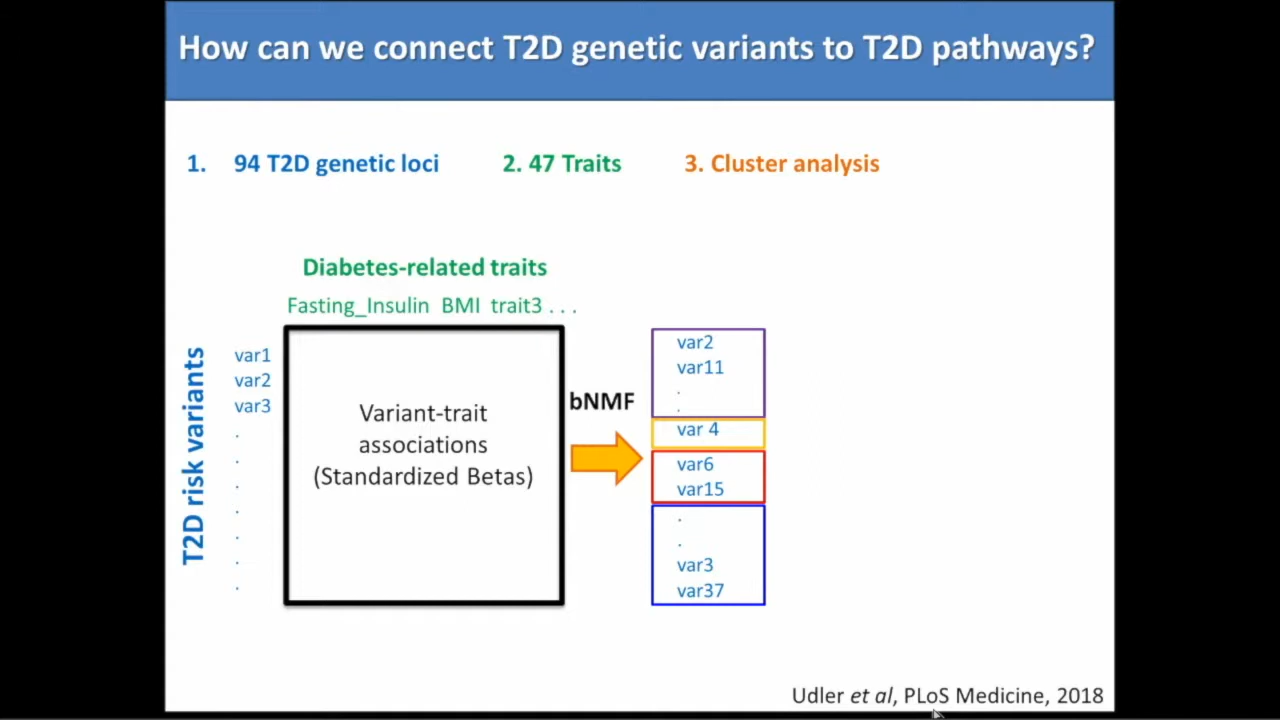 How can we connect T2D genetic variants to T2D pathways?
1. 94 T2D genetic loci
2. 47 Traits
3. Cluster analysis
Diabetes-related traits
Fasting_Insulin BMI trait3 . . .
T2D risk variants
var1
var2
var3
.
.
.
.
.
.
.
Variant-trait
associations
(Standardized Betas)
bNMF
var2
var11
.
.
var 4
var6
var15
.
.
var3
var37
Udler et al, PLoS Medicine, 2018